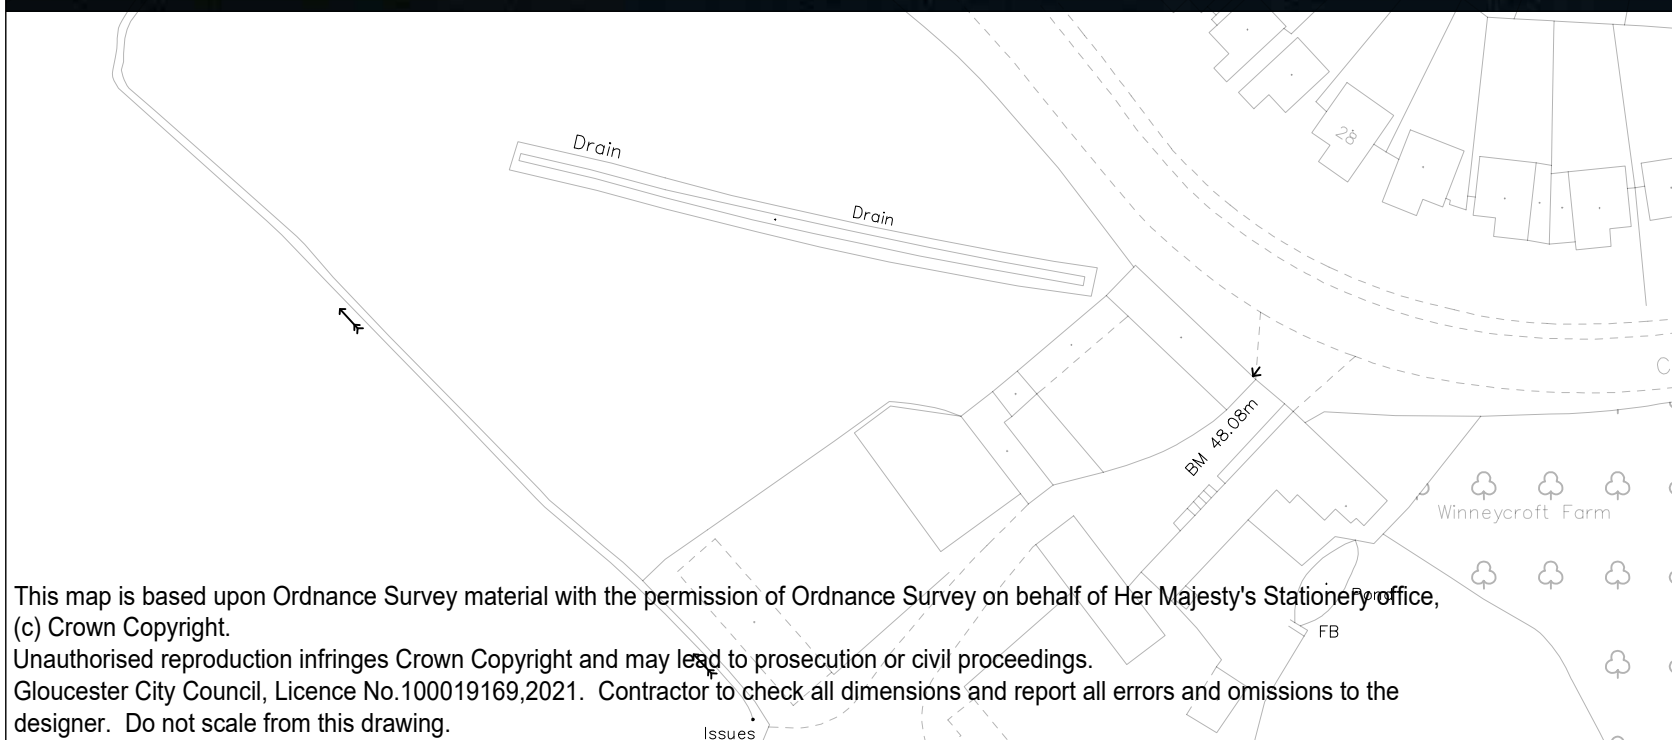 Drain
28
Drain
C
BM 48.08m
Winneycroft Farm
This map is based upon Ordnance Survey material with the permission of Ordnance Survey on behalf of Her Majesty's Stationery office,
Pond
(c) Crown Copyright.
FB
Unauthorised reproduction infringes Crown Copyright and may lead to prosecution or civil proceedings.
Gloucester City Council, Licence No.100019169,2021. Contractor to check all dimensions and report all errors and omissions to the
designer. Do not scale from this drawing.
Issues